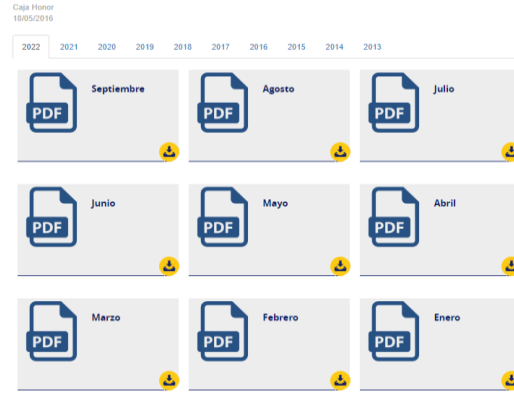 Caja Honor
10/05/2016
2022 2021 2020 2019 2018 2017 2016 2015 2014 2013
PDF Septiembre PDF Agosto PDF Julio
PDF Junio PDF Mayo PDF Abril
PDF Marzo PDF Febrero PDF Enero